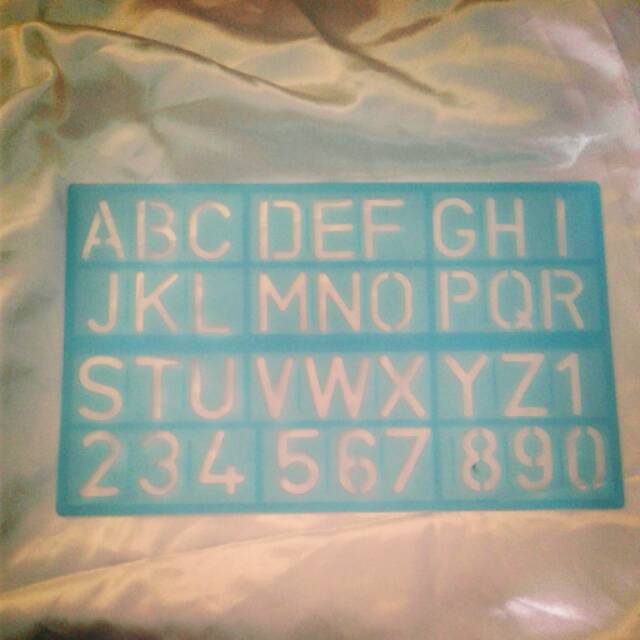 ABC DEF GHI
JKL MNO PQR
STU VWX YZ1
234 567 890